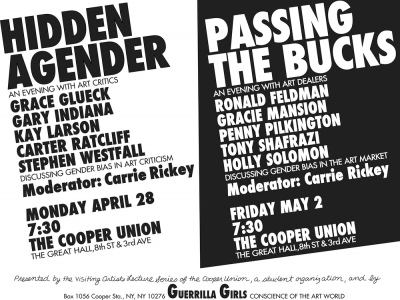 HIDDEN
AGENDER
AN EVENING WITH ART CRITICS
GRACE GLUECK
GARY INDIANA
KAY LARSON
CARTER RATCLIFF
STEPHEN WESTFALL
DISCUSSING GENDER BIAS IN ART CRITICISM
Moderator: Carrie Rickey
MONDAY APRIL 28
7:30
THE COOPER UNION
THE GREAT HALL, 8th ST & 3rd AVE
PASSING
THE BUCKS
AN EVENING WITH ART DEALERS
RONALD FELDMAN
GRACIE MANSION
PENNY PILKINGTON
TONY SHAFRAZI
HOLLY SOLOMON
DISCUSSING GENDER BIAS IN THE ART MARKET
Moderator: Carrie Rickey
FRIDAY MAY 2
7:30
THE COOPER UNION
THE GREAT HALL, 8th ST & 3rd AVE
Presented by the Visiting Artists Lecture Series of the Cooper Union, a student organization, and by
Box 1056 Cooper Sta., NY, NY 10276 GUERRILLA GIRLS CONSCIENCE OF THE ART WORLD